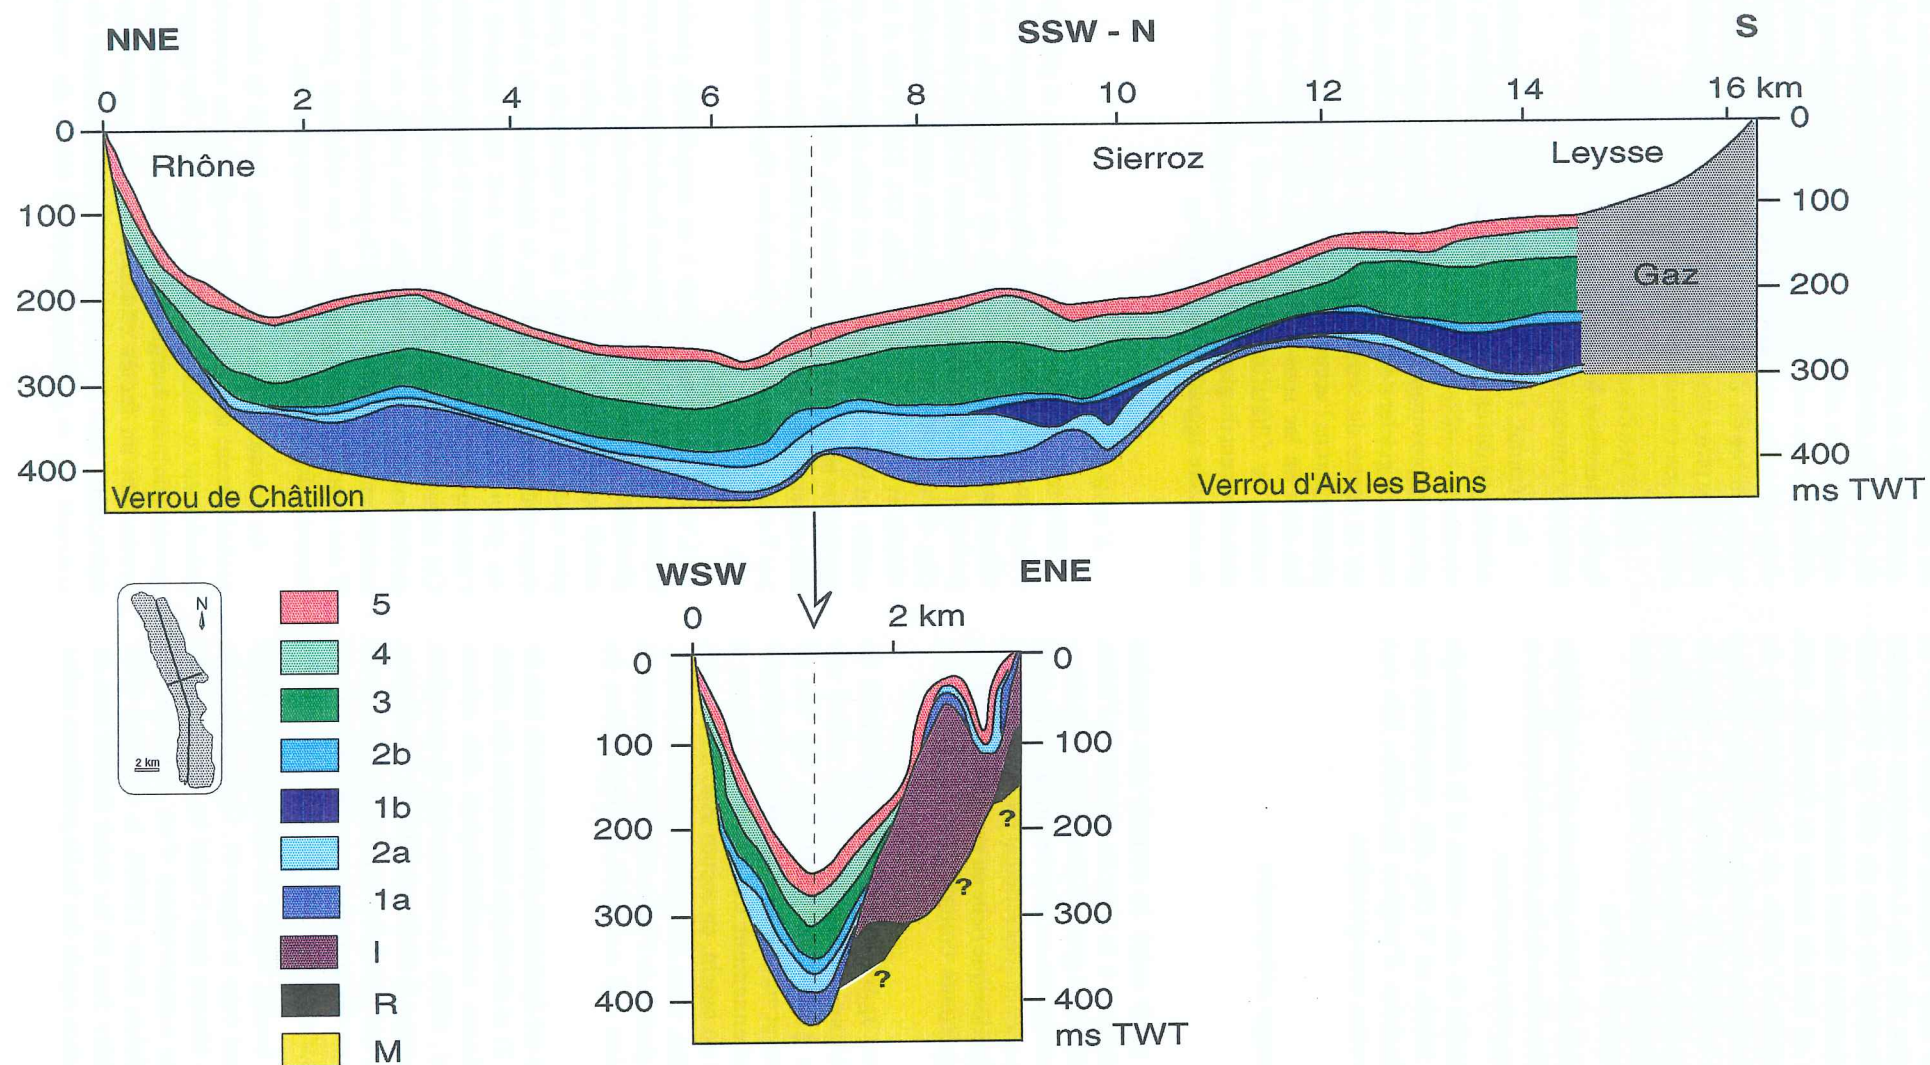 NNE SSW - N S
0 2 4 6 8 10 12 14 16 km
0 0
Rhône Sierroz Leysse
100 100
200 Gaz 200
300 300
400 400
Verrou de Châtillon Verrou d'Aix les Bains ms TWT
WSW ENE
0 2 km
0 0
100 100
200 200
?
?
300 300
?
400 400
ms TWT
N
2 km
5
4
3
2b
1b
2a
1a
I
R
M